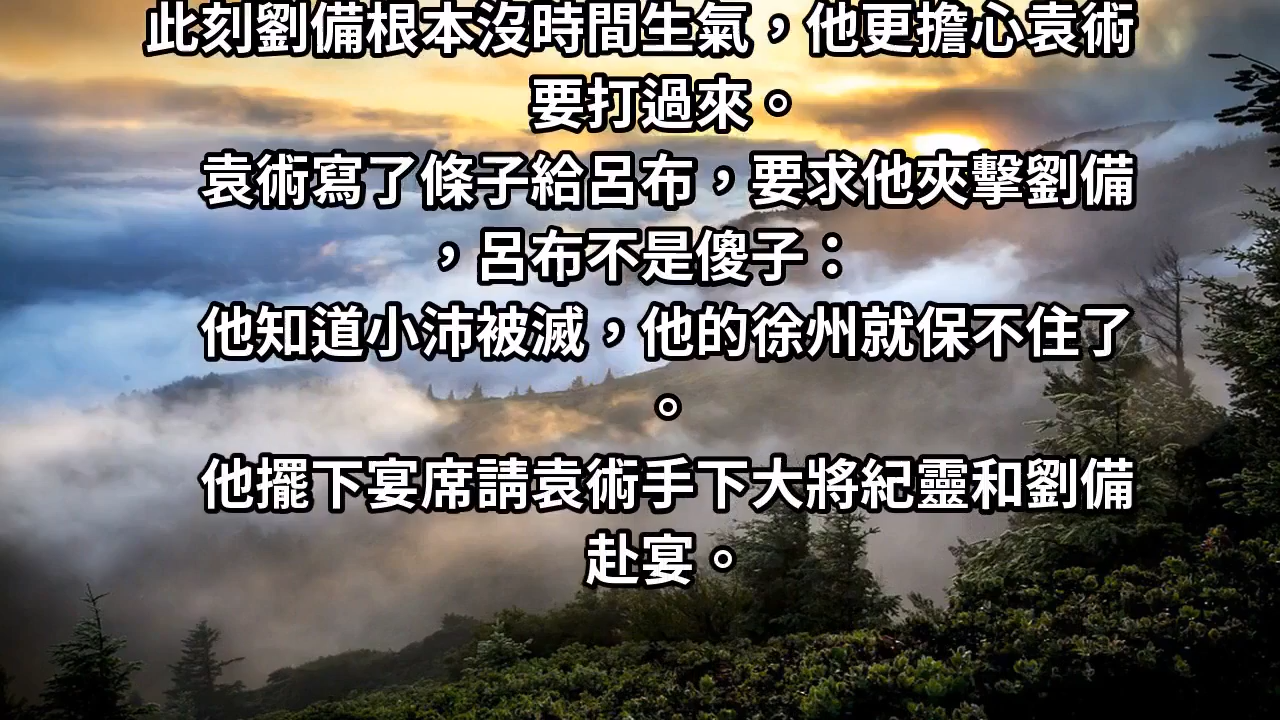 此刻劉備根本沒時間生氣，他更擔心袁術
要打過來。
袁術寫了條子給呂布，要求他夾擊劉備
，呂布不是傻子：
他知道小沛被滅，他的徐州就保不住了
。
他擺下宴席請袁術手下大將紀靈和劉備
赴宴。